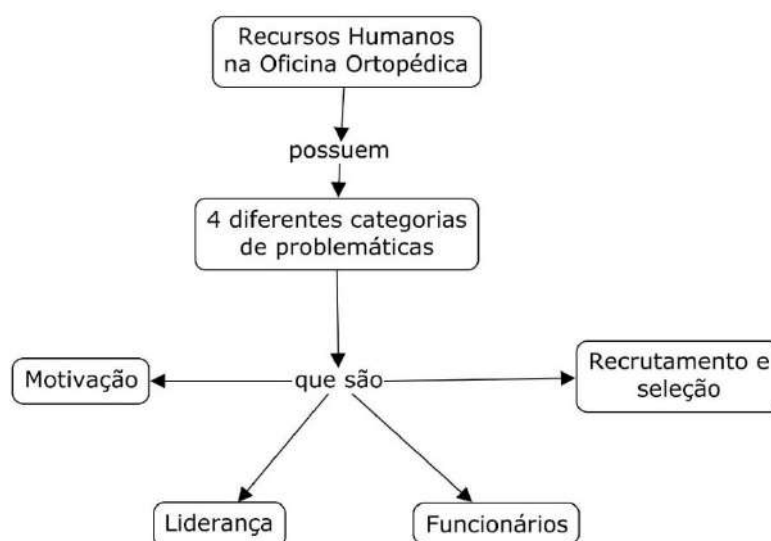 Recursos Humanos
na Oficina Ortopédica
possuem
4 diferentes categorias
de problemáticas
Motivação
que são
Recrutamento e
seleção
Liderança
Funcionários